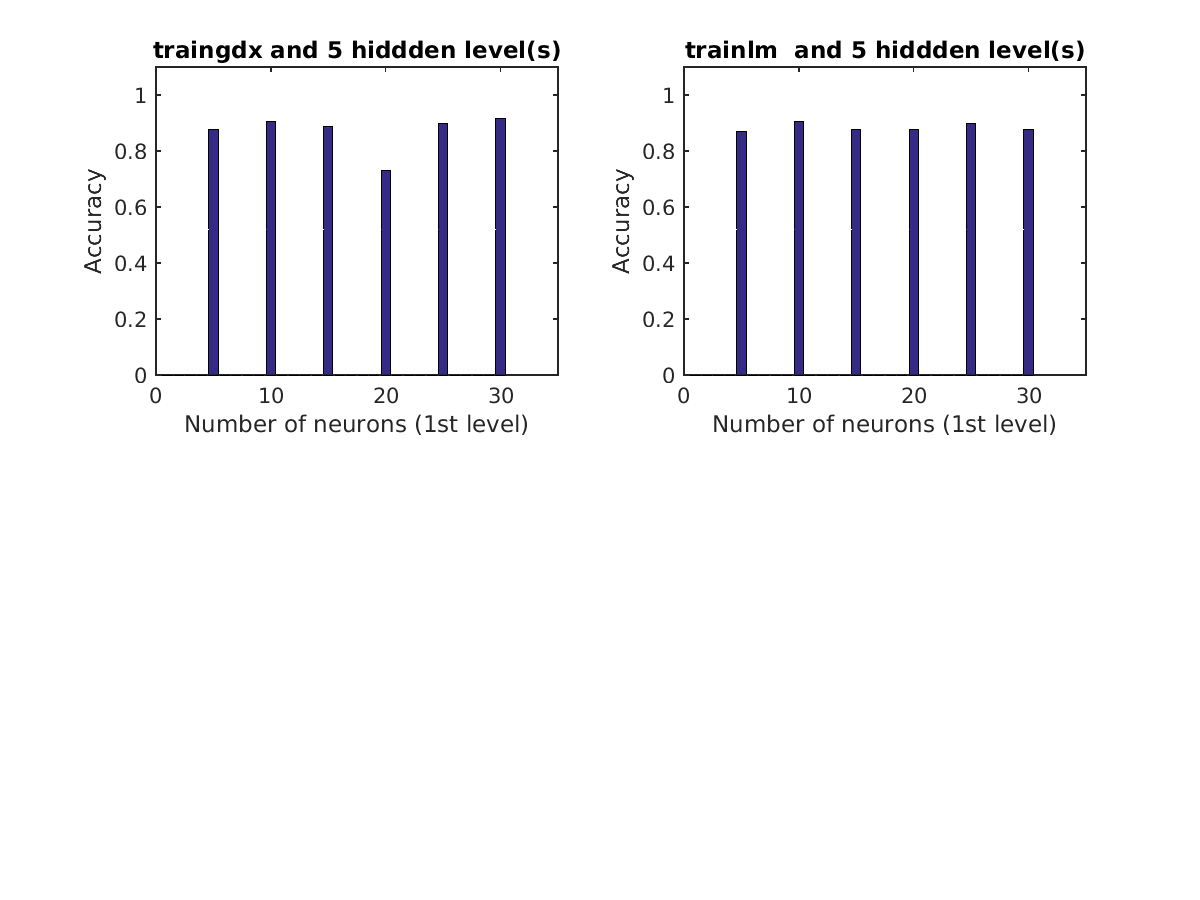 traingdx and 5 hiddden level(s)
1
0.8
0.6
0.4
0.2
0
Accuracy
0 10 20 30
Number of neurons (1st level)
trainlm  and 5 hiddden level(s)
1
0.8
0.6
0.4
0.2
0
Accuracy
0 10 20 30
Number of neurons (1st level)